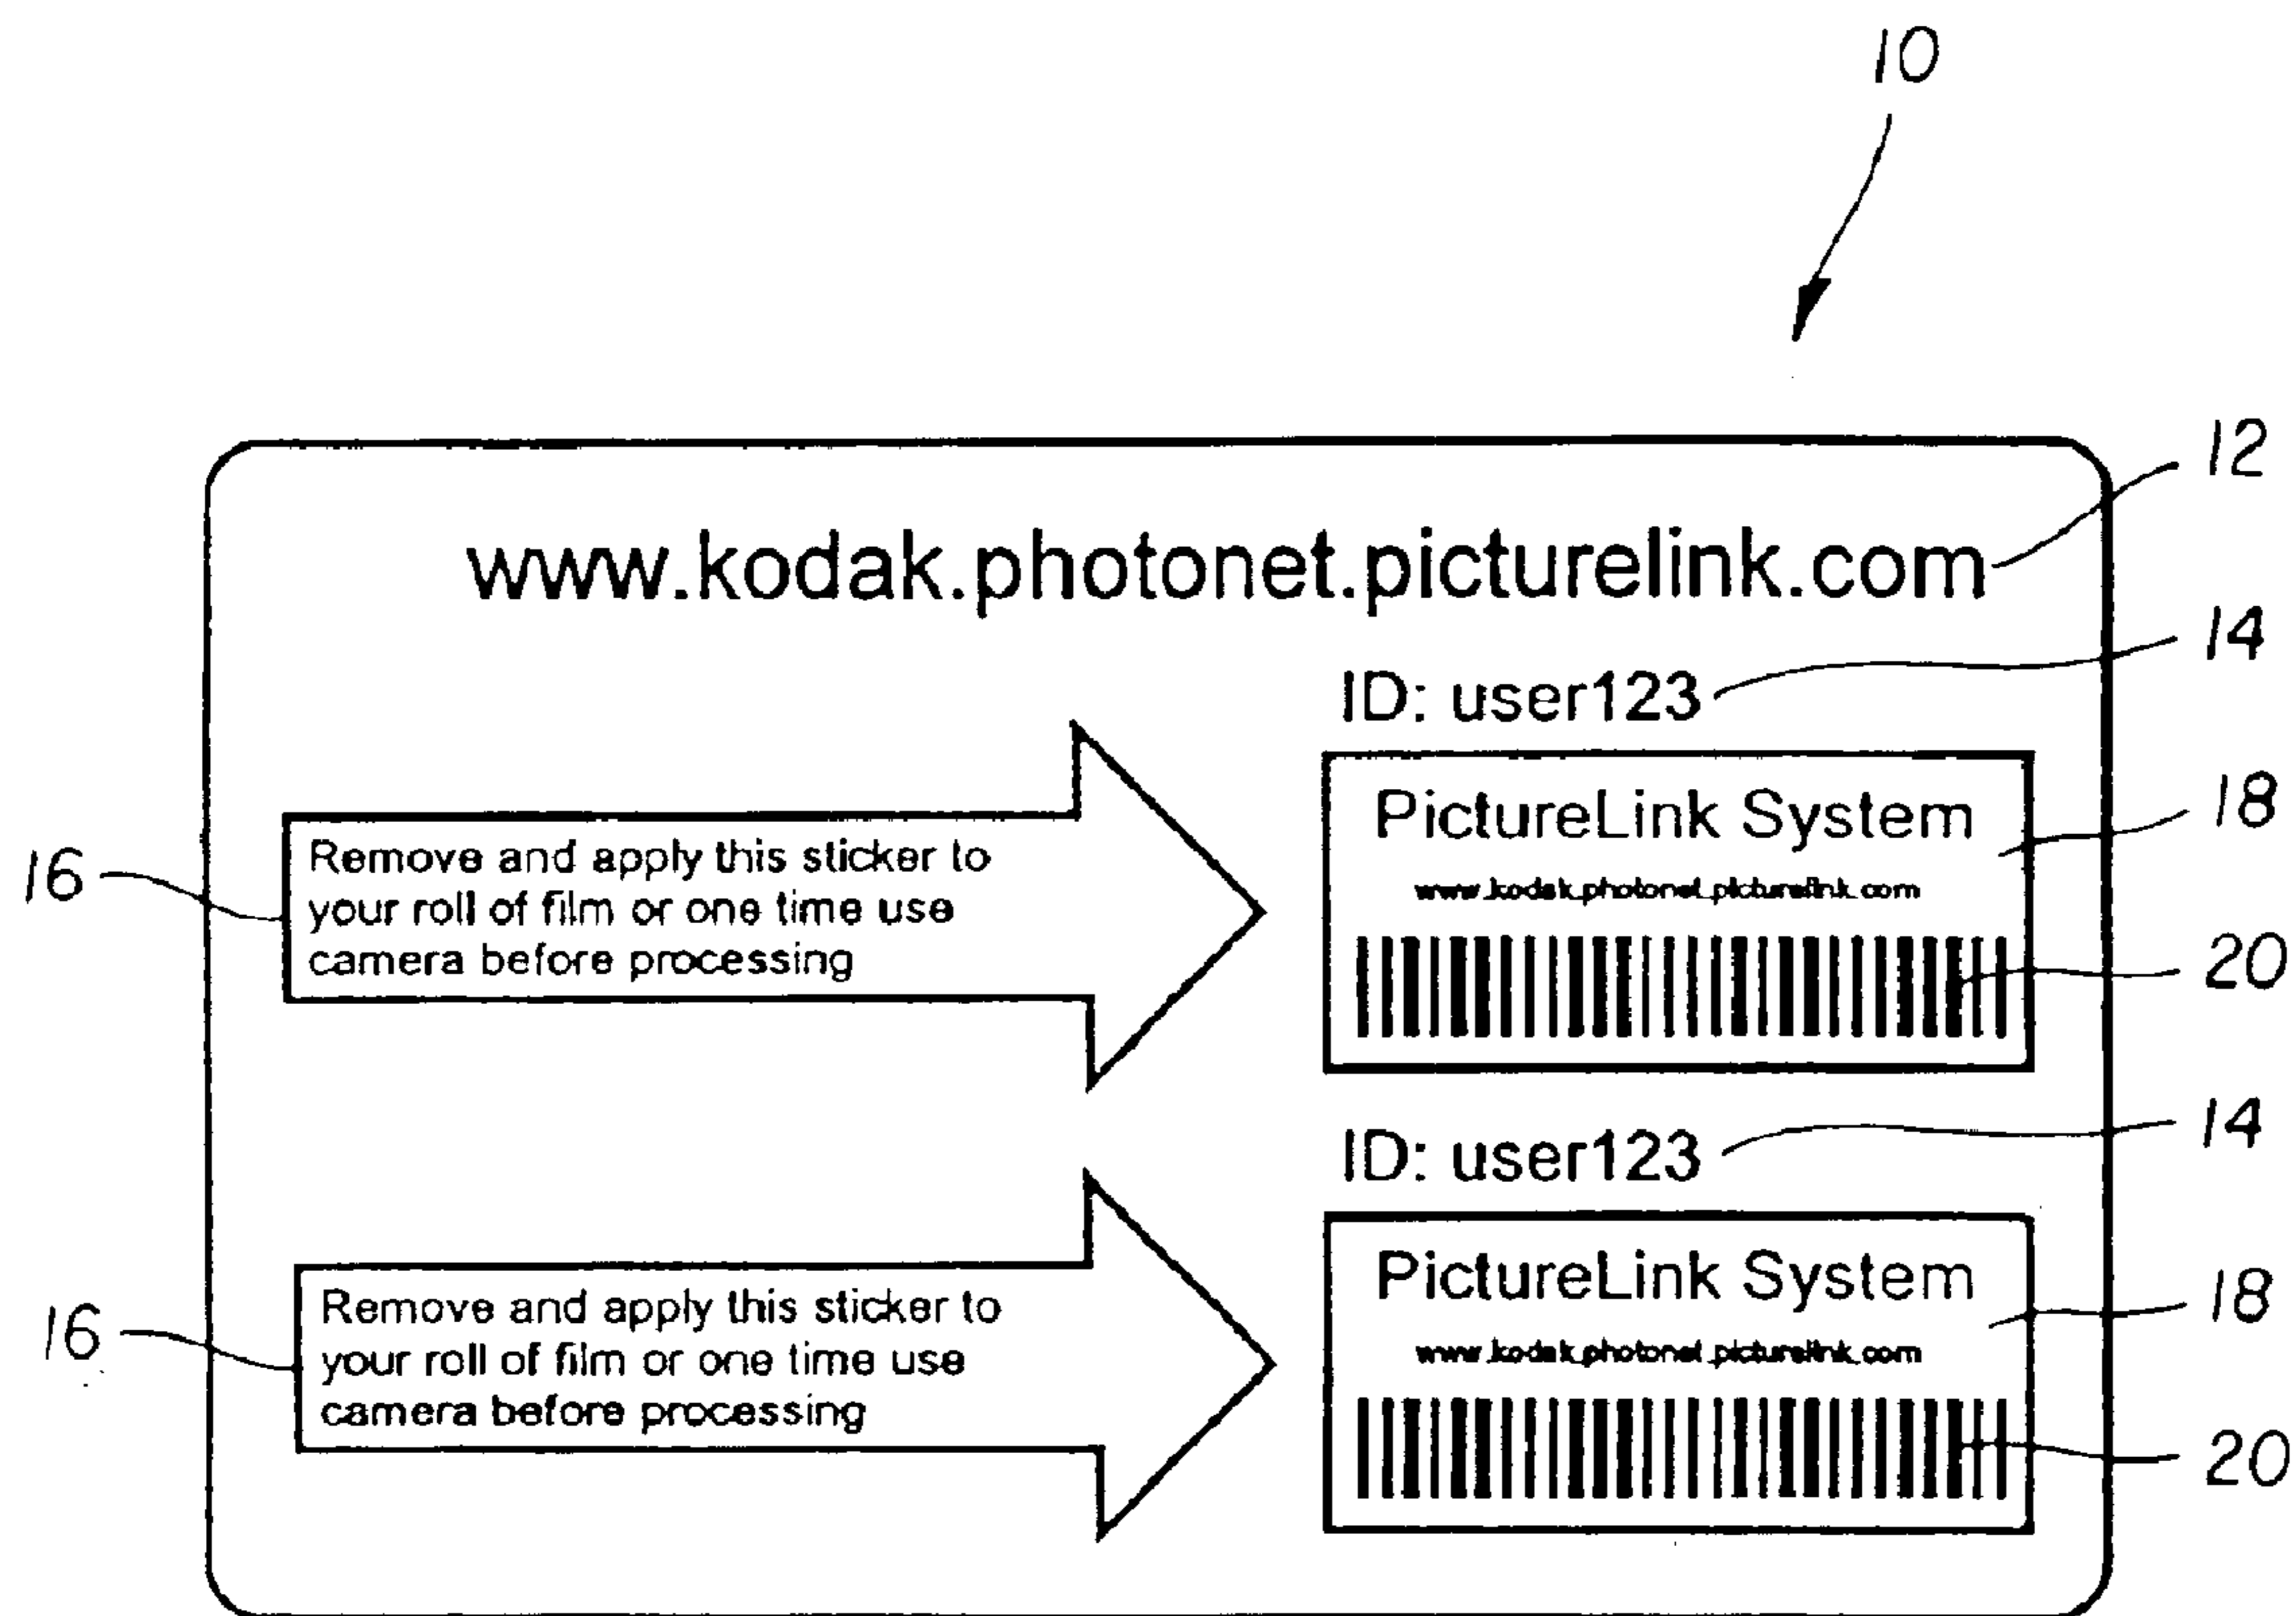 10
12
www.kodak.photonet.picturelink.com
14
ID: user123
18
PictureLink System
16
Remove and apply this sticker to
your roll of film or one time use
camera before processing
www.kodak.photonet.picturelink.com
20
14
ID: user123
18
PictureLink System
16
Remove and apply this sticker to
your roll of film or one time use
camera before processing
www.kodak.photonet.picturelink.com
20